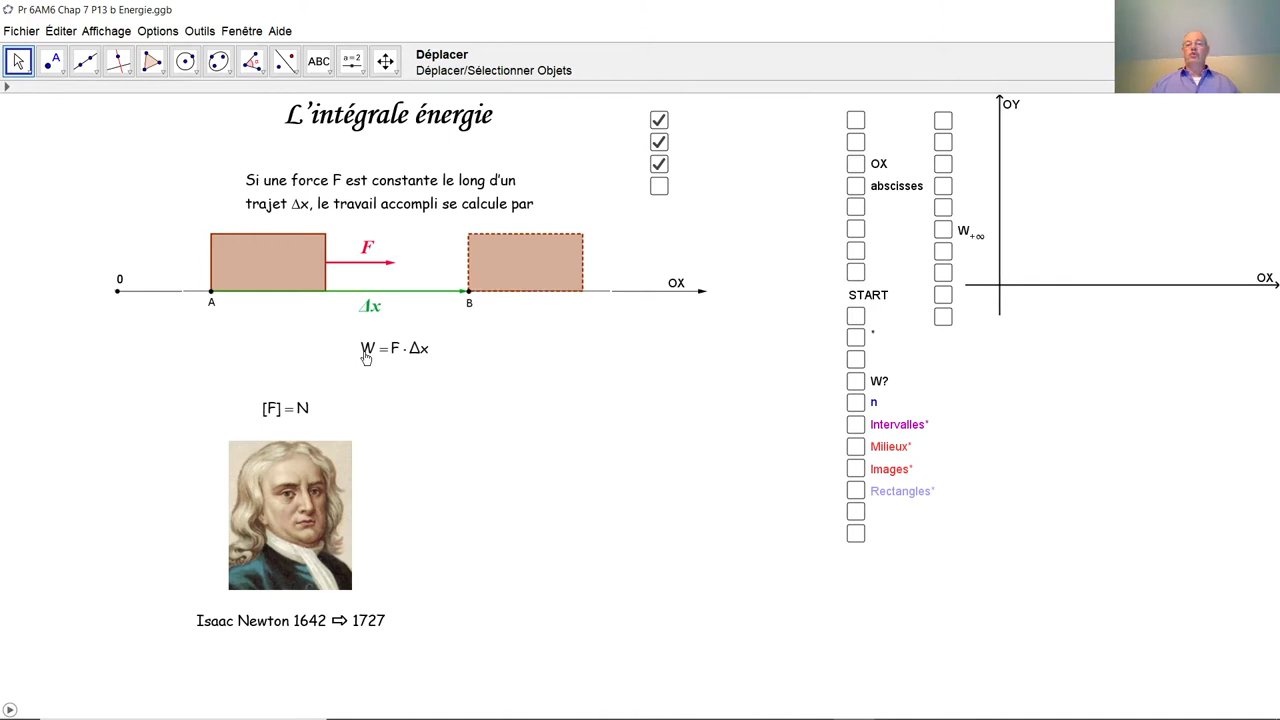 Pr 6AM6 Chap 7 P13 b Energie.ggb
Fichier Éditer Affichage Options Outils Fenêtre Aide
A
ABC
a=2
Déplacer
Déplacer/Sélectionner Objets
L'intégrale énergie
Si une force F est constante le long d'un
trajet Δx, le travail accompli se calcule par
F
0
OX
A
Δx
B
W = F · Δx
[F] = N
Isaac Newton 1642 ⇨ 1727
OX
abscisses
W+∞
START
*
W?
n
Intervalles*
Milieux*
Images*
Rectangles*
OY
OX